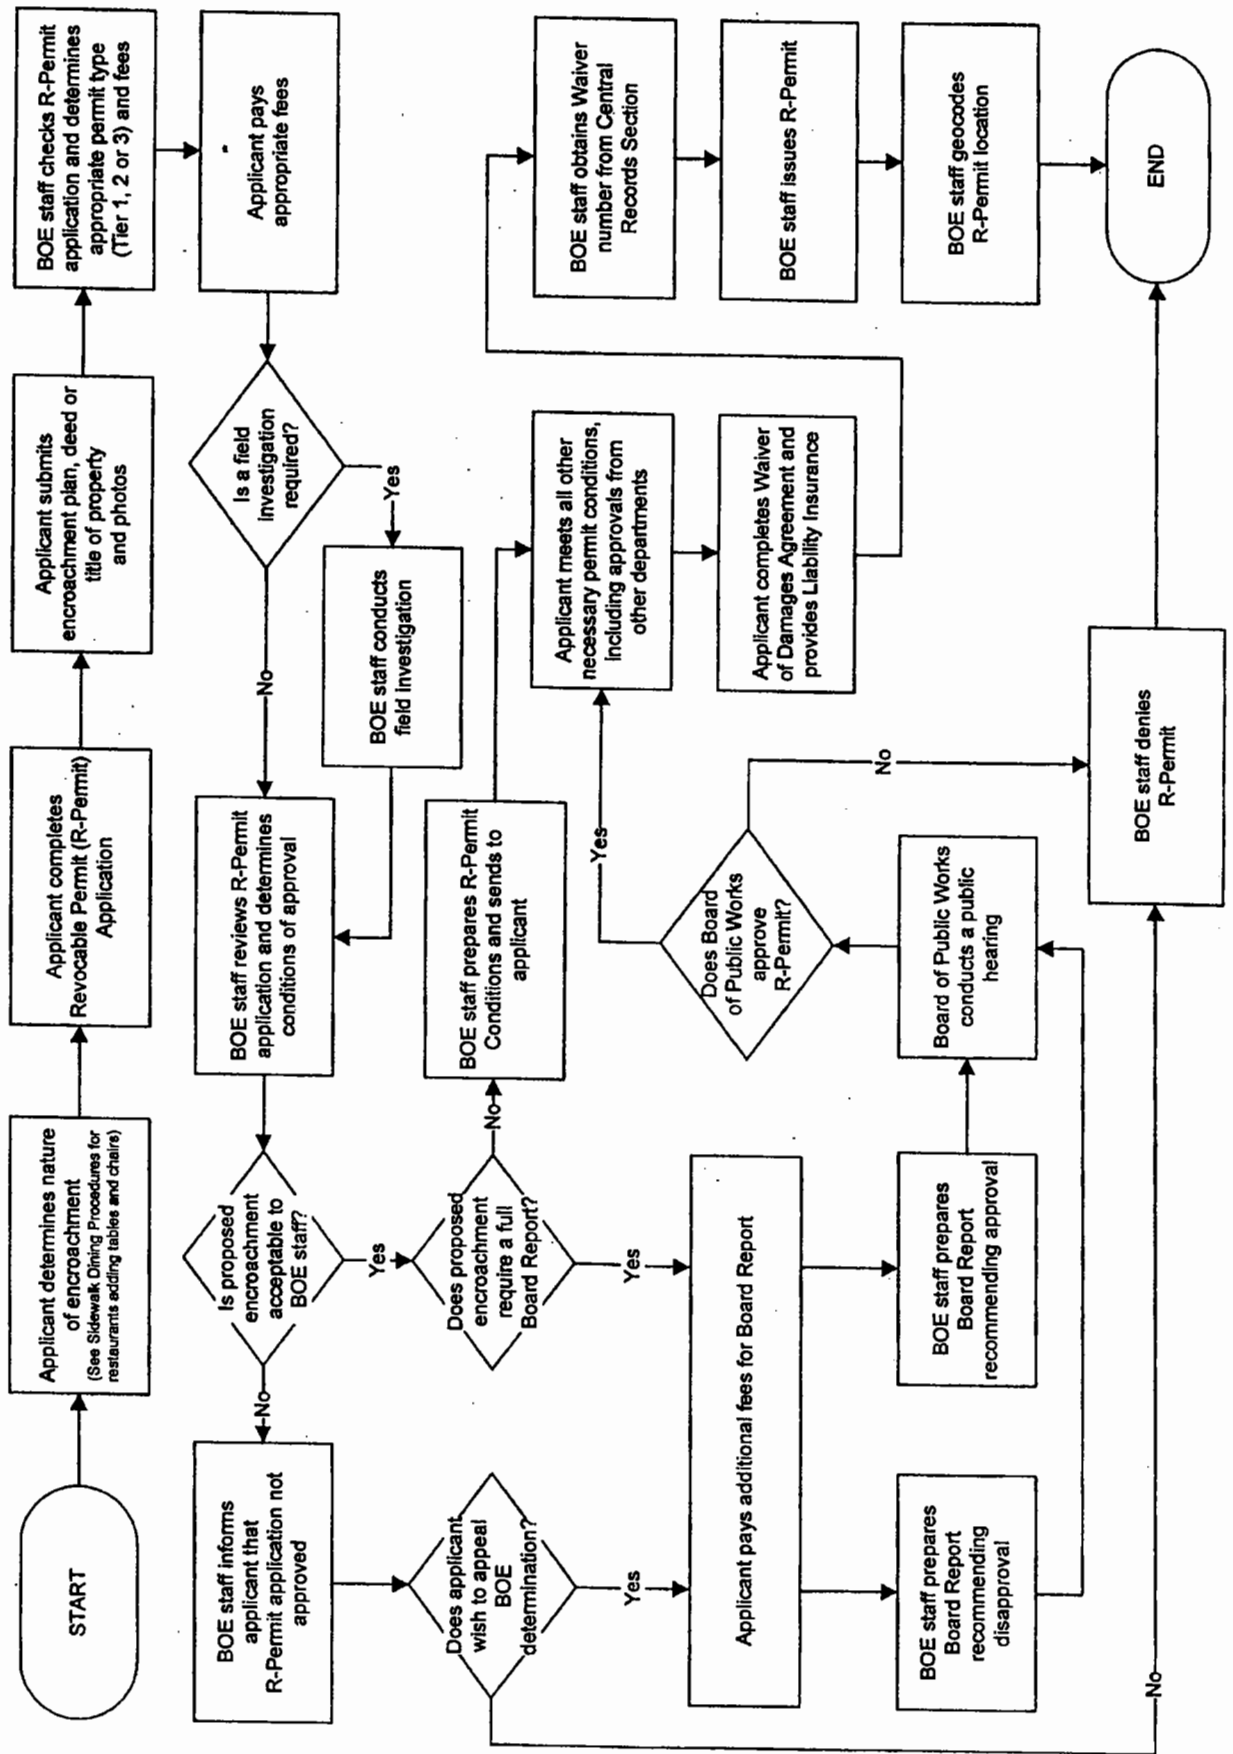 START
Applicant determines nature
of encroachment
(See Sidewalk Dining Procedures for
restaurants adding tables and chairs)
Applicant completes
Revocable Permit (R-Permit)
Application
Applicant submits
encroachment plan, deed or
title of property
and photos
BOE staff checks R-Permit
application and determines
appropriate permit type
(Tier 1, 2 or 3) and fees
Applicant pays
appropriate fees
Is a field
investigation
required?
Yes
No
BOE staff conducts
field investigation
BOE staff reviews R-Permit
application and determines
conditions of approval
Is proposed
encroachment
acceptable to
BOE staff?
No
Yes
BOE staff informs
applicant that
R-Permit application not
approved
Does applicant
wish to appeal
BOE
determination?
Yes
No
Does proposed
encroachment
require a full
Board Report?
No
Yes
BOE staff prepares R-Permit
Conditions and sends to
applicant
Applicant pays additional fees for Board Report
BOE staff prepares
Board Report
recommending
disapproval
BOE staff prepares
Board Report
recommending approval
Board of Public Works
conducts a public
hearing
Does Board
of Public Works
approve
R-Permit?
Yes
No
Applicant meets all other
necessary permit conditions,
including approvals from
other departments
Applicant completes Waiver
of Damages Agreement and
provides Liability Insurance
BOE staff obtains Waiver
number from Central
Records Section
BOE staff issues R-Permit
BOE staff geocodes
R-Permit location
BOE staff denies
R-Permit
END